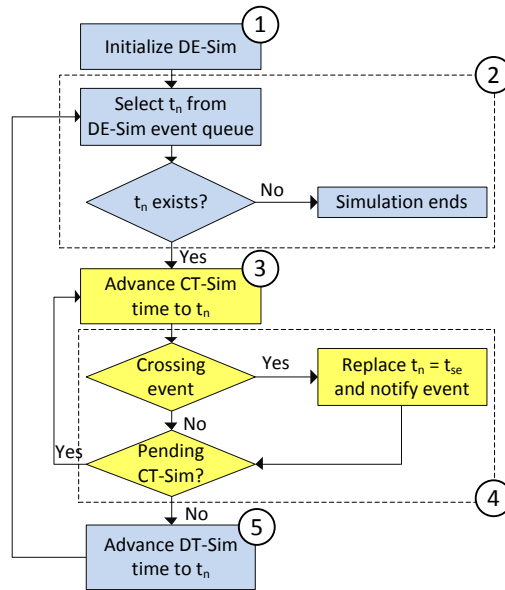 1
Initialize DE-Sim
2
Select tn from
DE-Sim event queue
tn exists?
No
Simulation ends
Yes
3
Advance CT-Sim
time to tn
Crossing
event
Yes
Replace tn = tse
and notify event
No
Yes
Pending
CT-Sim?
4
No
5
Advance DT-Sim
time to tn